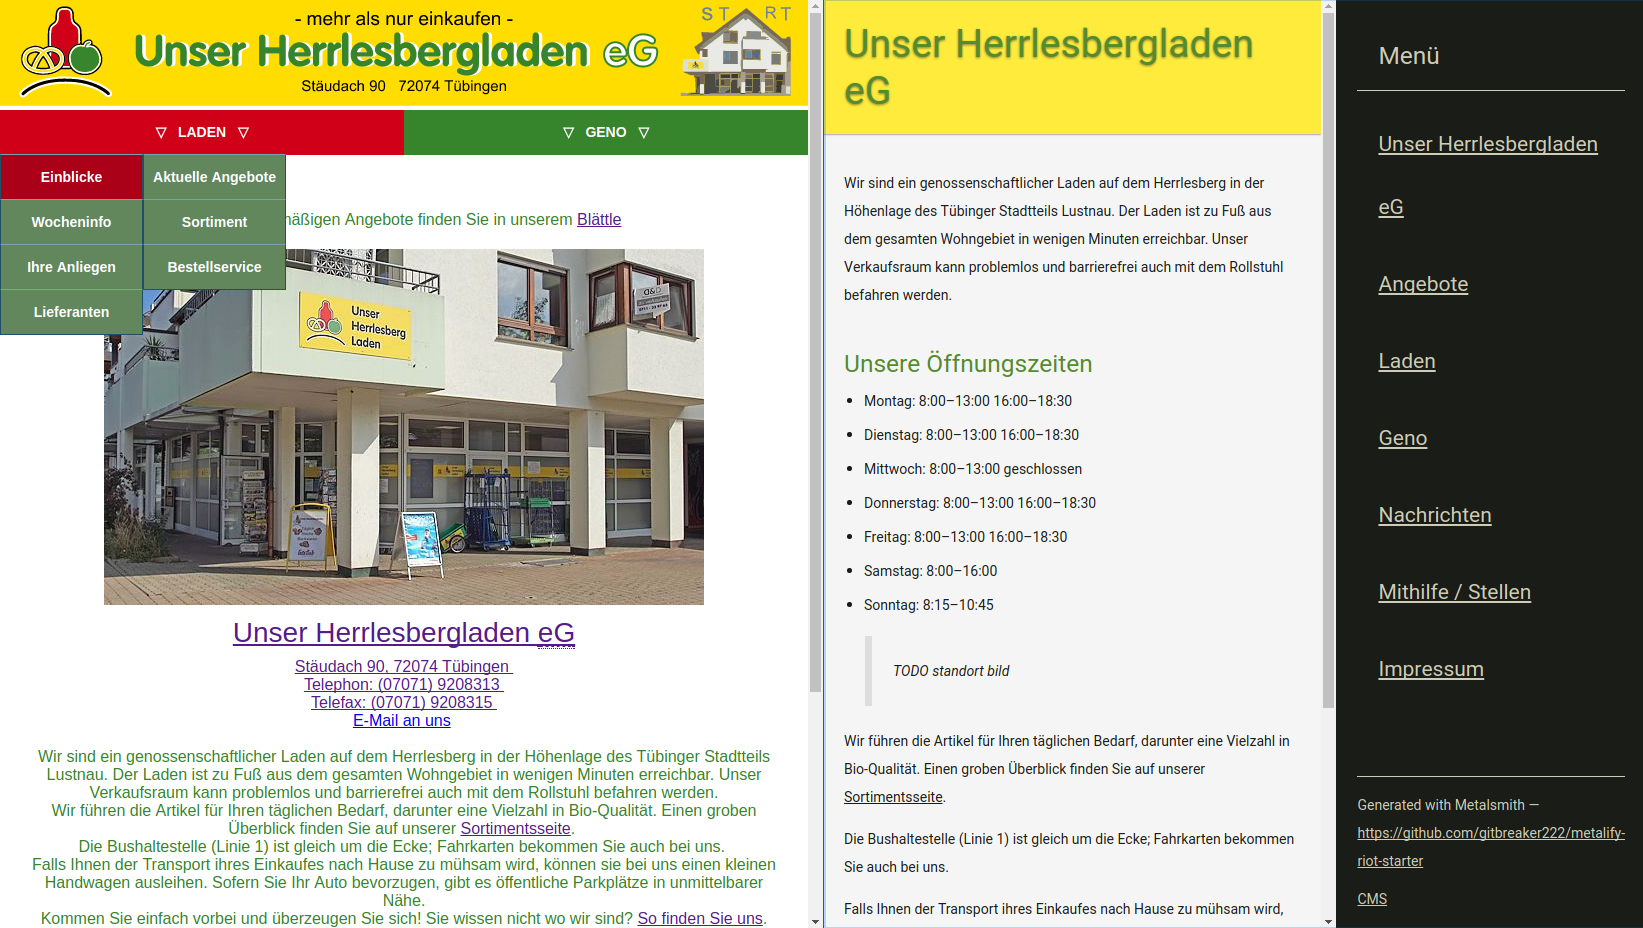 - mehr als nur einkaufen -
Unser Herrlesbergladen eG
Stäudach 90   72074 Tübingen
START
▽ LADEN ▽
▽ GENO ▽
Einblicke
Aktuelle Angebote
Wocheninfo
Sortiment
Ihre Anliegen
Bestellservice
Lieferanten
mäßigen Angebote finden Sie in unserem Blättle
Unser
Herrlesberg
Laden
Unser Herrlesbergladen eG
Stäudach 90, 72074 Tübingen
Telephon: (07071) 9208313
Telefax: (07071) 9208315
E-Mail an uns
Wir sind ein genossenschaftlicher Laden auf dem Herrlesberg in der Höhenlage des Tübinger Stadtteils
Lustnau. Der Laden ist zu Fuß aus dem gesamten Wohngebiet in wenigen Minuten erreichbar. Unser
Verkaufsraum kann problemlos und barrierefrei auch mit dem Rollstuhl befahren werden.
Wir führen die Artikel für Ihren täglichen Bedarf, darunter eine Vielzahl in Bio-Qualität. Einen groben
Überblick finden Sie auf unserer Sortimentsseite.
Die Bushaltestelle (Linie 1) ist gleich um die Ecke; Fahrkarten bekommen Sie auch bei uns.
Falls Ihnen der Transport ihres Einkaufes nach Hause zu mühsam wird, können sie bei uns einen kleinen
Handwagen ausleihen. Sofern Sie Ihr Auto bevorzugen, gibt es öffentliche Parkplätze in unmittelbarer
Nähe.
Kommen Sie einfach vorbei und überzeugen Sie sich! Sie wissen nicht wo wir sind? So finden Sie uns.
Unser Herrlesbergladen
eG
Wir sind ein genossenschaftlicher Laden auf dem Herrlesberg in der
Höhenlage des Tübinger Stadtteils Lustnau. Der Laden ist zu Fuß aus
dem gesamten Wohngebiet in wenigen Minuten erreichbar. Unser
Verkaufsraum kann problemlos und barrierefrei auch mit dem Rollstuhl
befahren werden.
Unsere Öffnungszeiten
• Montag: 8:00–13:00 16:00–18:30
• Dienstag: 8:00–13:00 16:00–18:30
• Mittwoch: 8:00–13:00 geschlossen
• Donnerstag: 8:00–13:00 16:00–18:30
• Freitag: 8:00–13:00 16:00–18:30
• Samstag: 8:00–16:00
• Sonntag: 8:15–10:45
TODO standort bild
Wir führen die Artikel für Ihren täglichen Bedarf, darunter eine Vielzahl in
Bio-Qualität. Einen groben Überblick finden Sie auf unserer
Sortimentsseite.
Die Bushaltestelle (Linie 1) ist gleich um die Ecke; Fahrkarten bekommen
Sie auch bei uns.
Falls Ihnen der Transport ihres Einkaufes nach Hause zu mühsam wird,
Menü
Unser Herrlesbergladen
eG
Angebote
Laden
Geno
Nachrichten
Mithilfe / Stellen
Impressum
Generated with Metalsmith —
https://github.com/gitbreaker222/metalify-
riot-starter
CMS